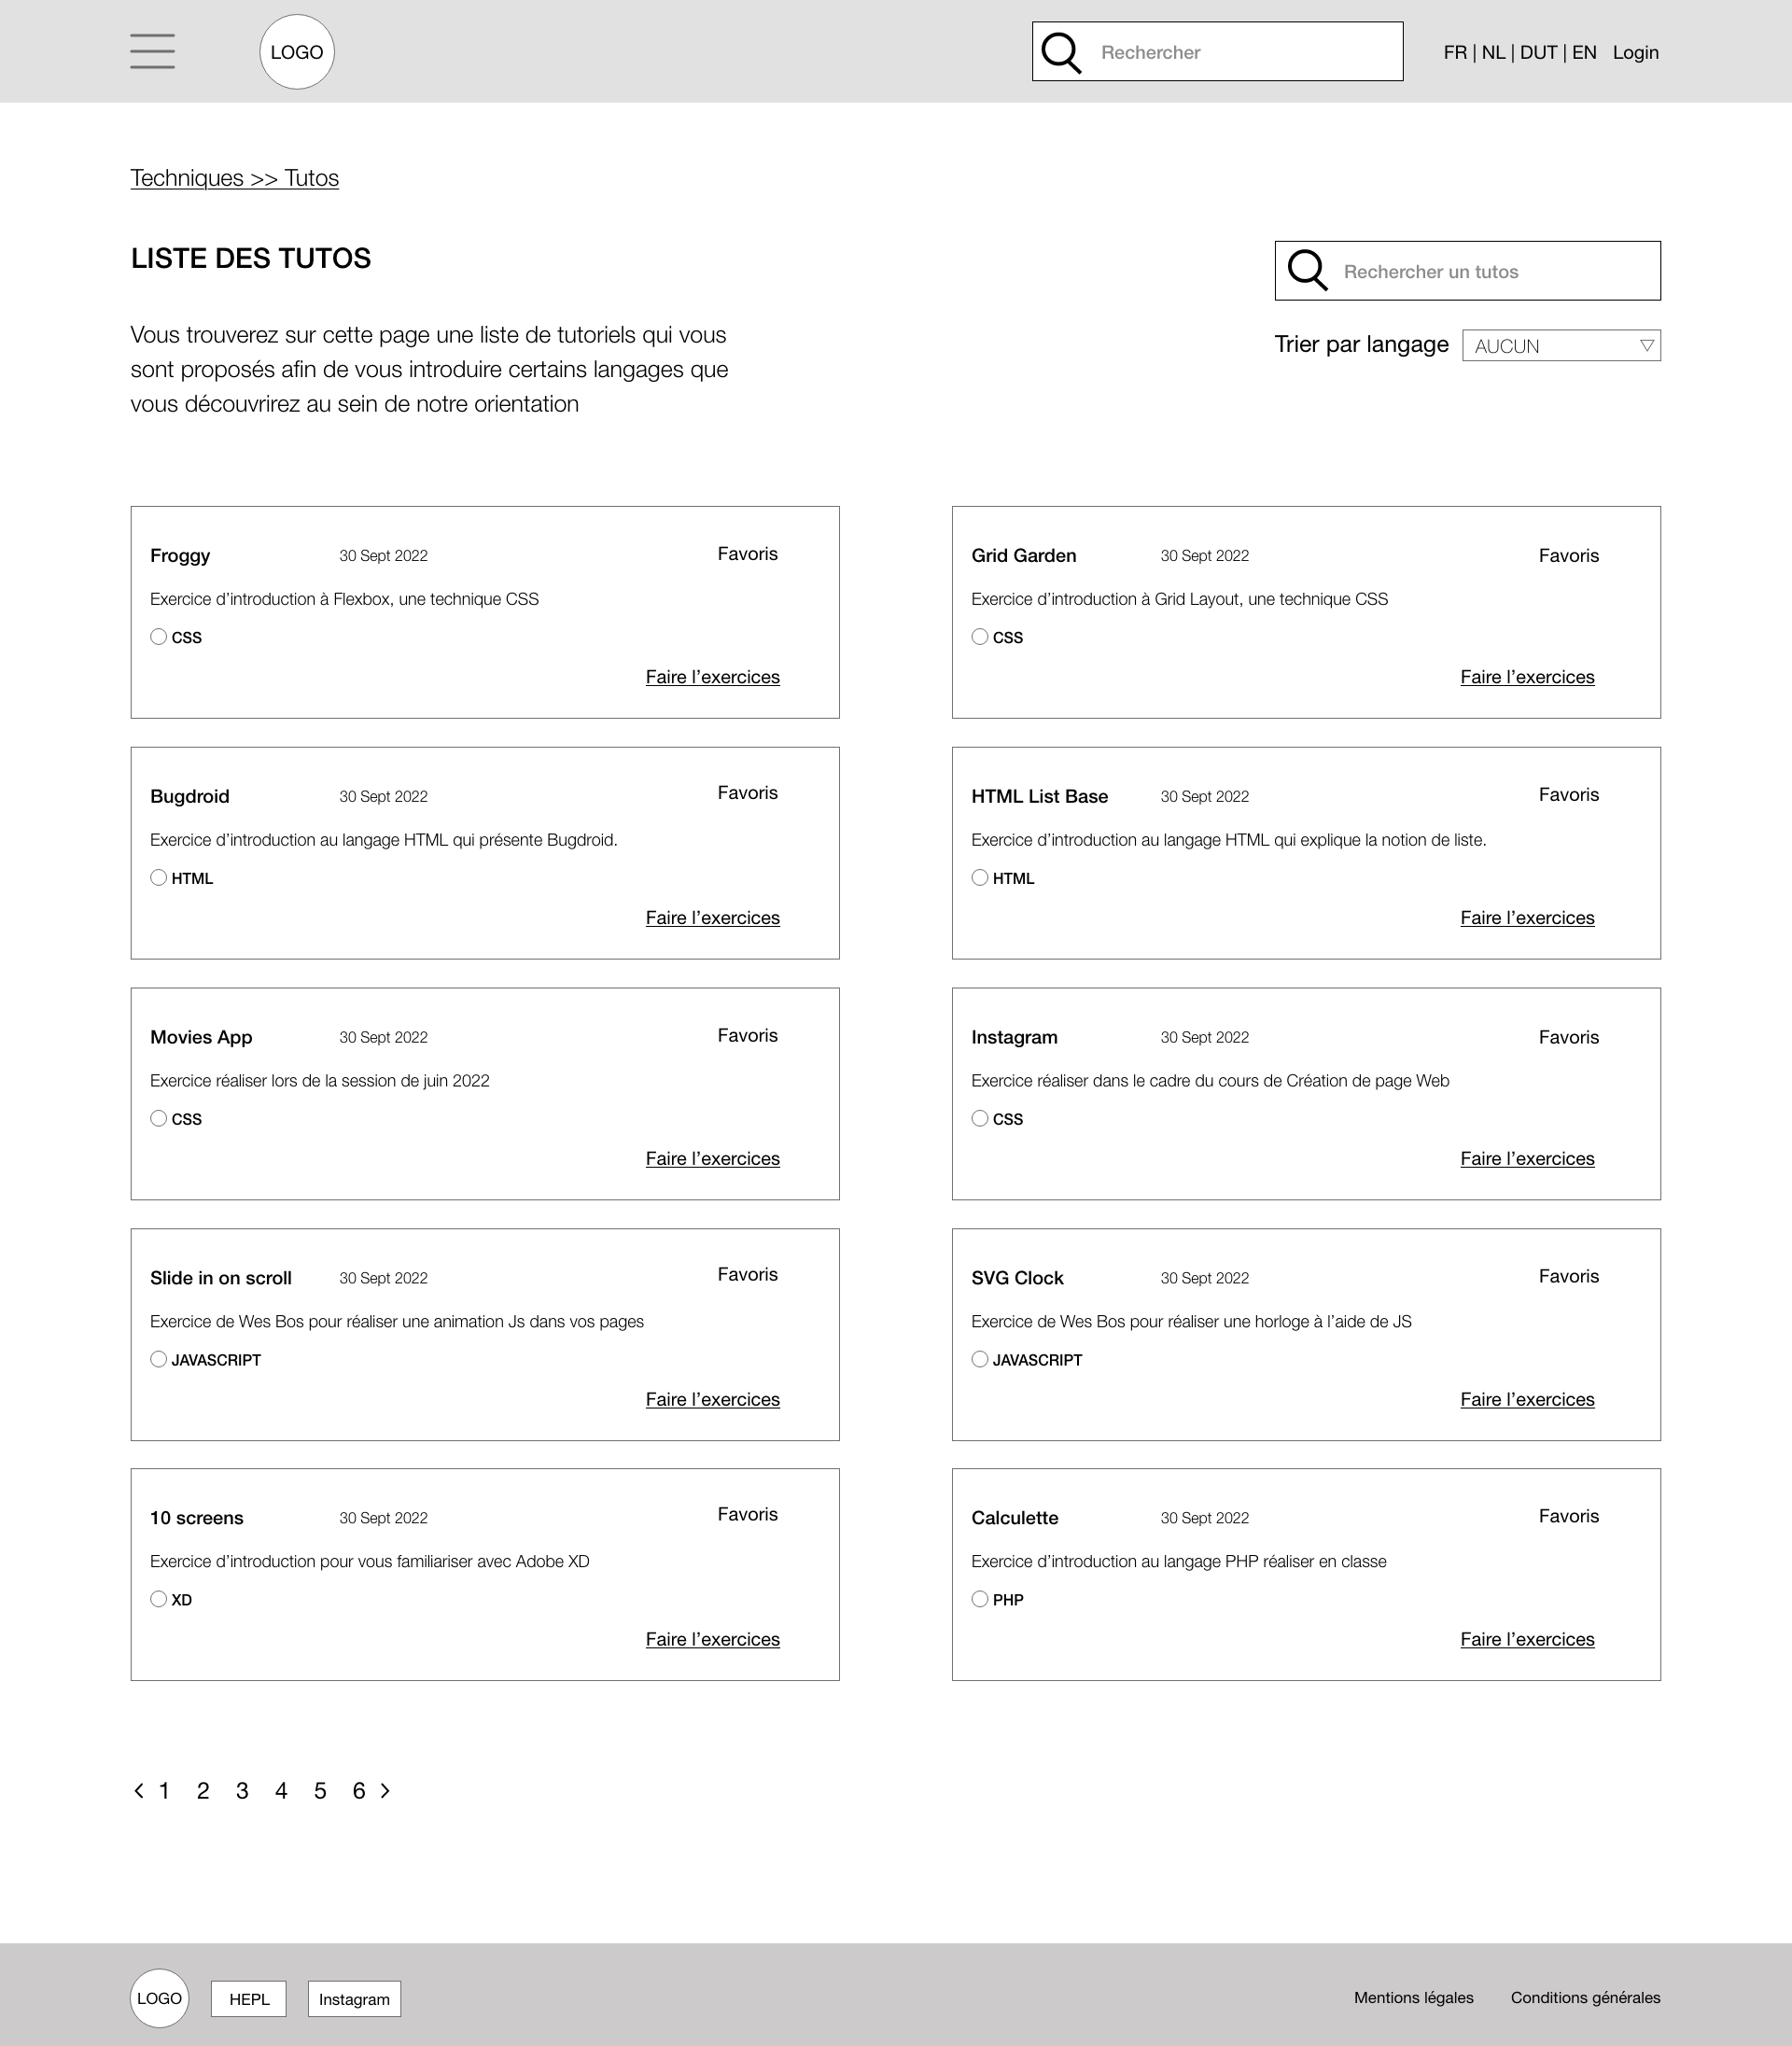 LOGO
Rechercher
FR | NL | DUT | EN Login
Techniques >> Tutos
LISTE DES TUTOS
Rechercher un tutos
Vous trouverez sur cette page une liste de tutoriels qui vous
sont proposés afin de vous introduire certains langages que
vous découvrirez au sein de notre orientation
Trier par langage AUCUN
Froggy 30 Sept 2022 Favoris
Exercice d’introduction à Flexbox, une technique CSS
CSS
Faire l’exercices
Grid Garden 30 Sept 2022 Favoris
Exercice d’introduction à Grid Layout, une technique CSS
CSS
Faire l’exercices
Bugdroid 30 Sept 2022 Favoris
Exercice d’introduction au langage HTML qui présente Bugdroid.
HTML
Faire l’exercices
HTML List Base 30 Sept 2022 Favoris
Exercice d’introduction au langage HTML qui explique la notion de liste.
HTML
Faire l’exercices
Movies App 30 Sept 2022 Favoris
Exercice réaliser lors de la session de juin 2022
CSS
Faire l’exercices
Instagram 30 Sept 2022 Favoris
Exercice réaliser dans le cadre du cours de Création de page Web
CSS
Faire l’exercices
Slide in on scroll 30 Sept 2022 Favoris
Exercice de Wes Bos pour réaliser une animation Js dans vos pages
JAVASCRIPT
Faire l’exercices
SVG Clock 30 Sept 2022 Favoris
Exercice de Wes Bos pour réaliser une horloge à l’aide de JS
JAVASCRIPT
Faire l’exercices
10 screens 30 Sept 2022 Favoris
Exercice d’introduction pour vous familiariser avec Adobe XD
XD
Faire l’exercices
Calculette 30 Sept 2022 Favoris
Exercice d’introduction au langage PHP réaliser en classe
PHP
Faire l’exercices
< 1 2 3 4 5 6 >
LOGO HEPL Instagram Mentions légales Conditions générales